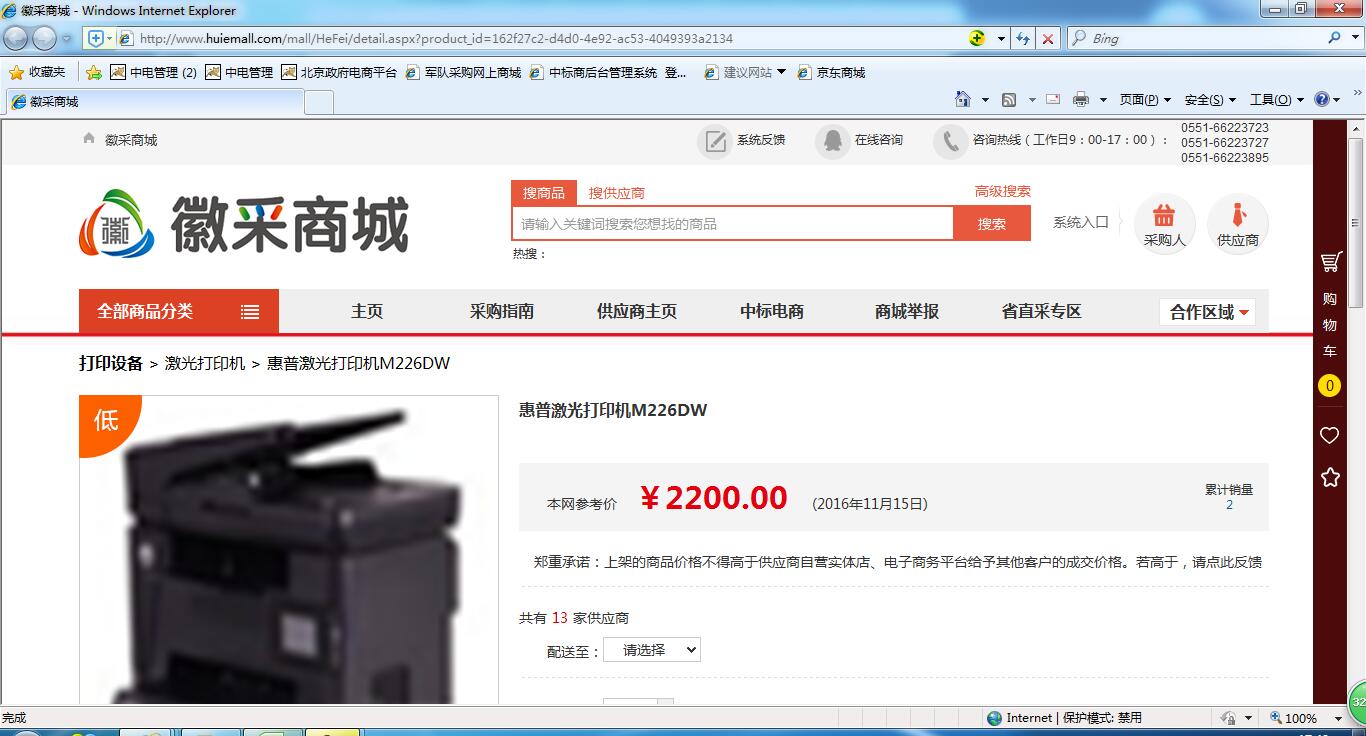 徽采商城 - Windows Internet Explorer
http://www.huiemall.com/mall/HeFei/detail.aspx?product_id=162f27c2-d4d0-4e92-ac53-4049393a2134
Bing
收藏夹 中电管理 (2) 中电管理 北京政府电商平台 军队采购网上商城 中标商后台管理系统 登... 建议网站 京东商城
徽采商城
页面(P) 安全(S) 工具(O)
徽采商城
系统反馈 在线咨询 咨询热线（工作日9：00-17：00）：
0551-66223723
0551-66223727
0551-66223895
徽采商城
搜商品 搜供应商 高级搜索
请输入关键词搜索您想找的商品 搜索
热搜：
系统入口 采购人 供应商
全部商品分类 主页 采购指南 供应商主页 中标电商 商城举报 省直采专区 合作区域
购
物
车
0
打印设备 > 激光打印机 > 惠普激光打印机M226DW
低
惠普激光打印机M226DW
本网参考价 ￥2200.00 (2016年11月15日)
累计销量
2
郑重承诺：上架的商品价格不得高于供应商自营实体店、电子商务平台给予其他客户的成交价格。若高于，请点此反馈
共有 13 家供应商
配送至： 请选择
32
完成 Internet | 保护模式: 禁用 100%